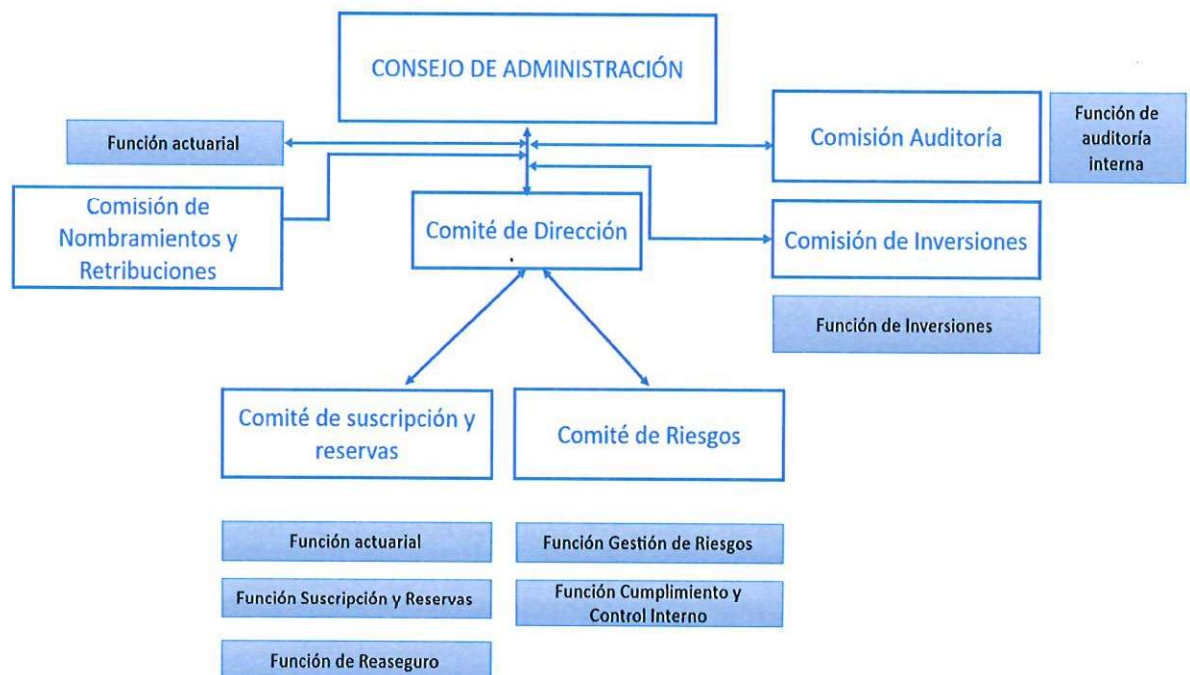 CONSEJO DE ADMINISTRACIÓN
Función actuarial
Comisión Auditoría
Función de
auditoría
interna
Comisión de
Nombramientos y
Retribuciones
Comité de Dirección
Comisión de Inversiones
Función de Inversiones
Comité de suscripción y
reservas
Comité de Riesgos
Función actuarial
Función Gestión de Riesgos
Función Suscripción y Reservas
Función Cumplimiento y
Control Interno
Función de Reaseguro